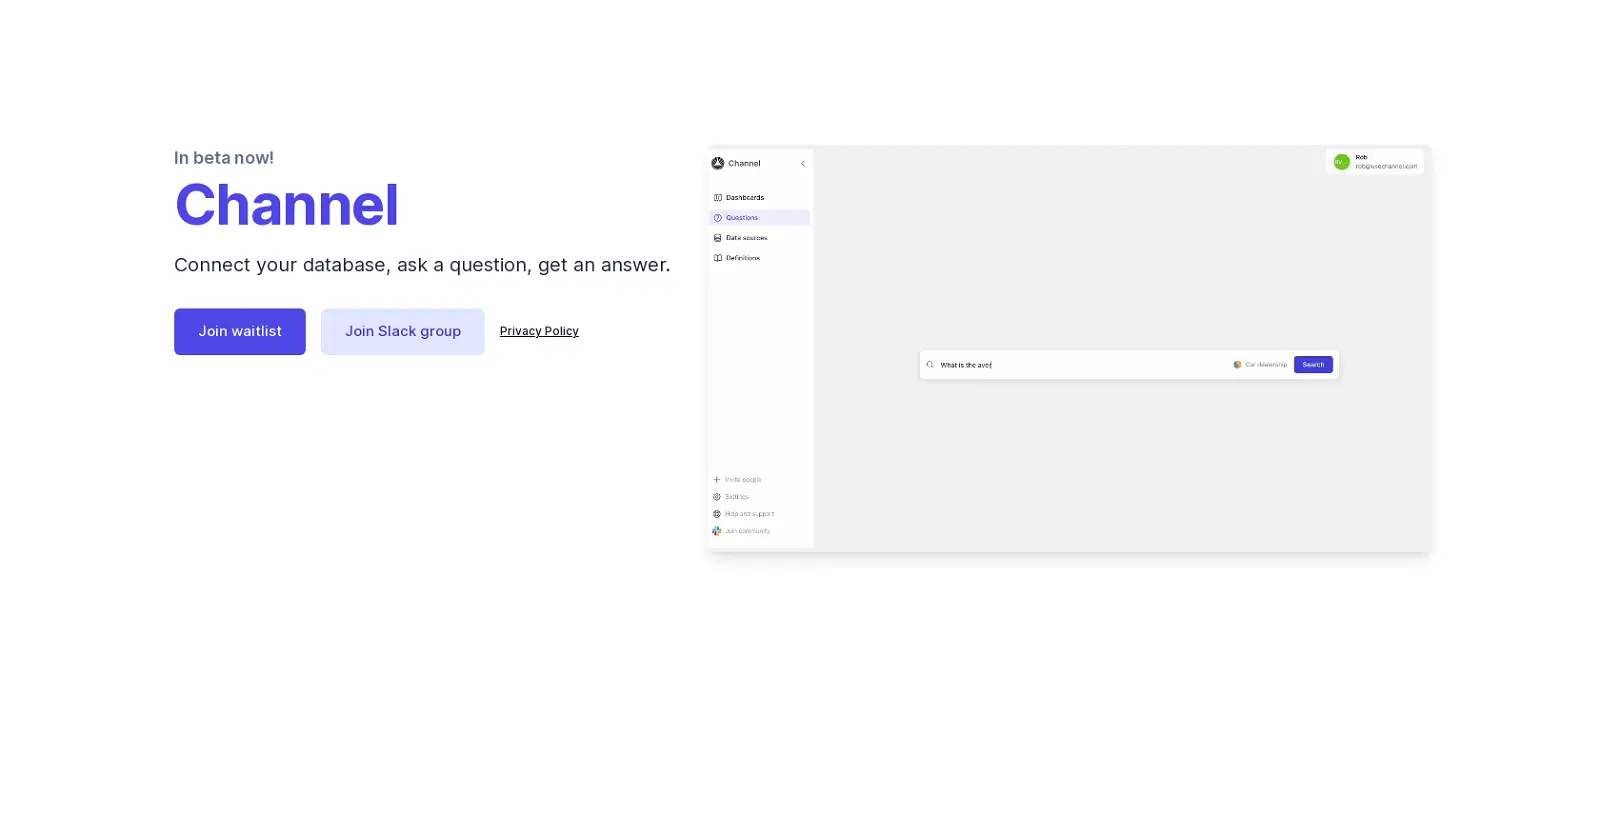 In beta now!
Channel
Connect your database, ask a question, get an answer.
Join waitlist
Join Slack group
Privacy Policy
Channel
Rob
rob@usechannel.com
Dashboards
Questions
Data sources
Definitions
What is the aver
Car dealership
Search
Invite people
Settings
Help and support
Join community